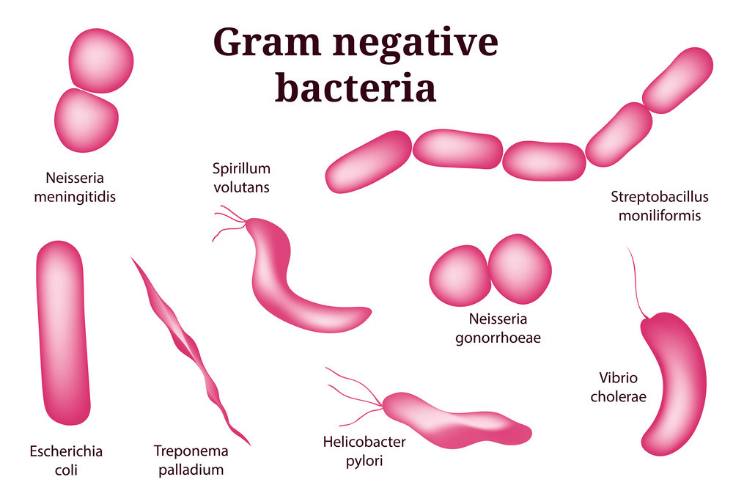 Gram negative
bacteria
Neisseria
meningitidis
Spirillum
volutans
Streptobacillus
moniliformis
Neisseria
gonorrhoeae
Vibrio
cholerae
Escherichia
coli
Treponema
palladium
Helicobacter
pylori